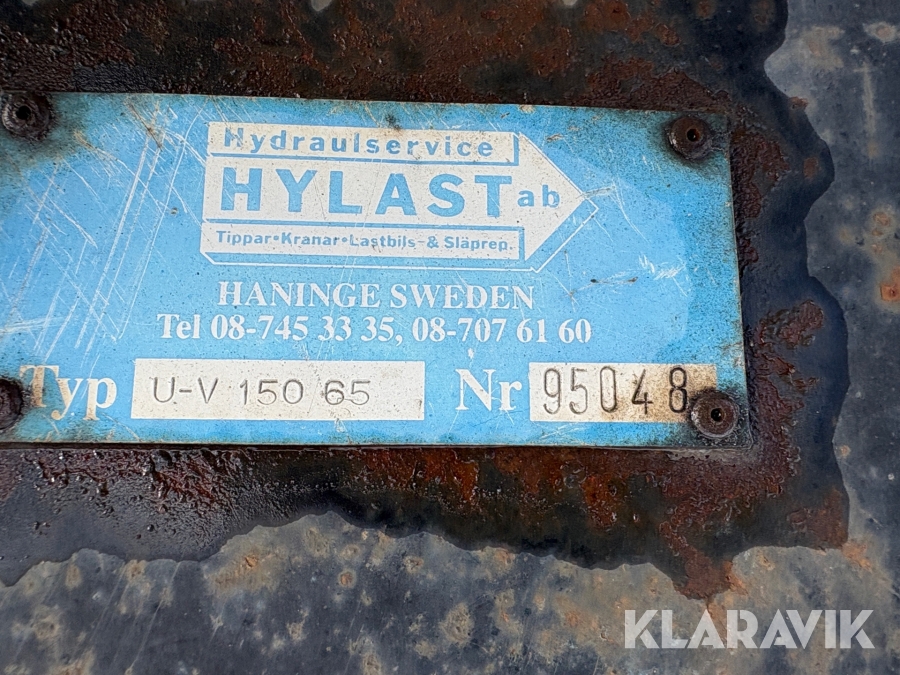 Hydraulservice
HYLAST ab
Tippar•Kranar•Lastbils-& Släprep.
HANINGE SWEDEN
Tel 08-745 33 35, 08-707 61 60
Typ U-V 150 65 Nr 95048
KLARAVIK